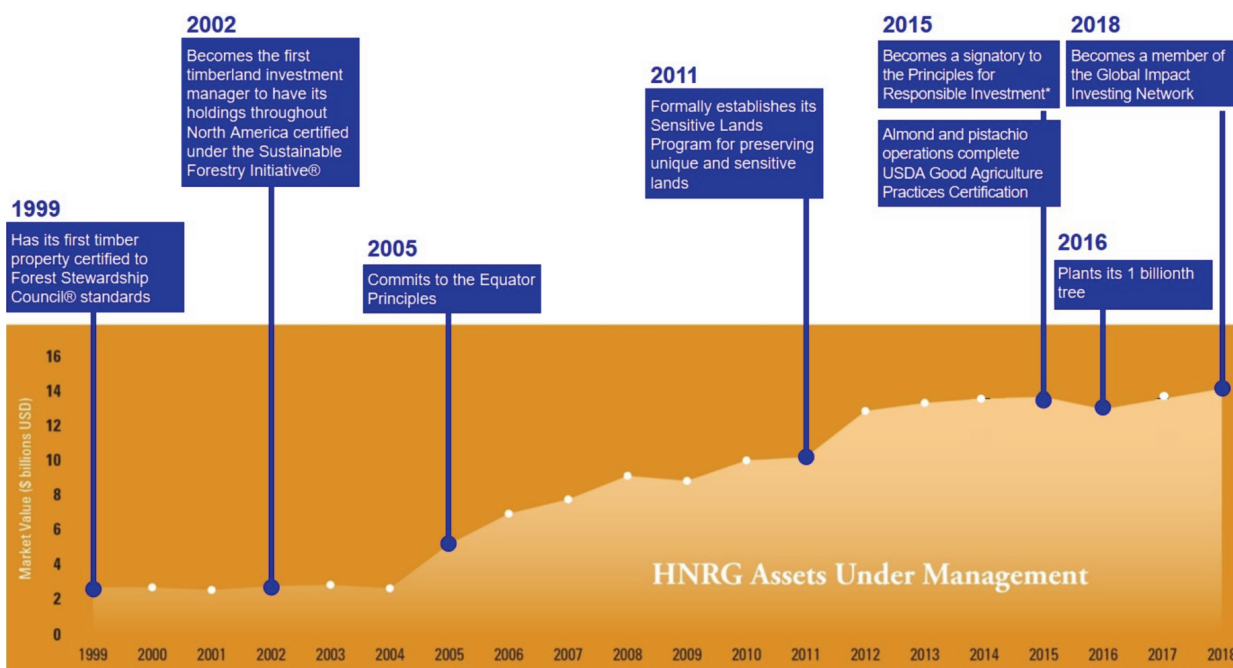 1999
Has its first timber
property certified to
Forest Stewardship
Council® standards
2002
Becomes the first
timberland investment
manager to have its
holdings throughout
North America certified
under the Sustainable
Forestry Initiative®
2005
Commits to the Equator
Principles
2011
Formally establishes its
Sensitive Lands
Program for preserving
unique and sensitive
lands
2015
Becomes a signatory to
the Principles for
Responsible Investment*
Almond and pistachio
operations complete
USDA Good Agriculture
Practices Certification
2016
Plants its 1 billionth
tree
2018
Becomes a member of
the Global Impact
Investing Network
Market Value ($ billions USD)
16
14
12
10
8
6
4
2
0
HNRG Assets Under Management
1999 2000 2001 2002 2003 2004 2005 2006 2007 2008 2009 2010 2011 2012 2013 2014 2015 2016 2017 2018